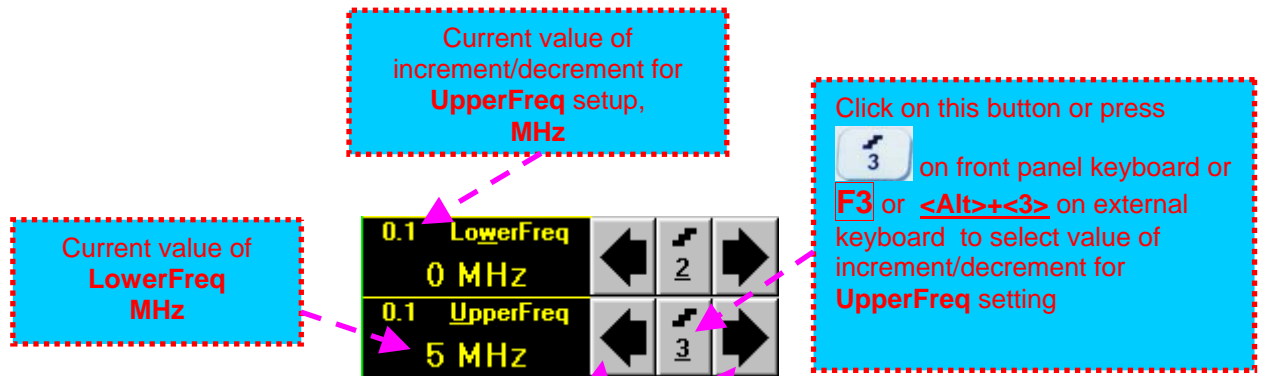 Current value of
increment/decrement for
UpperFreq setup,
MHz
Click on this button or press
3 on front panel keyboard or
F3 or <Alt>+<3> on external
keyboard to select value of
increment/decrement for
UpperFreq setting
Current value of
LowerFreq
MHz
0.1 LowerFreq
0 MHz
2
0.1 UpperFreq
5 MHz
3